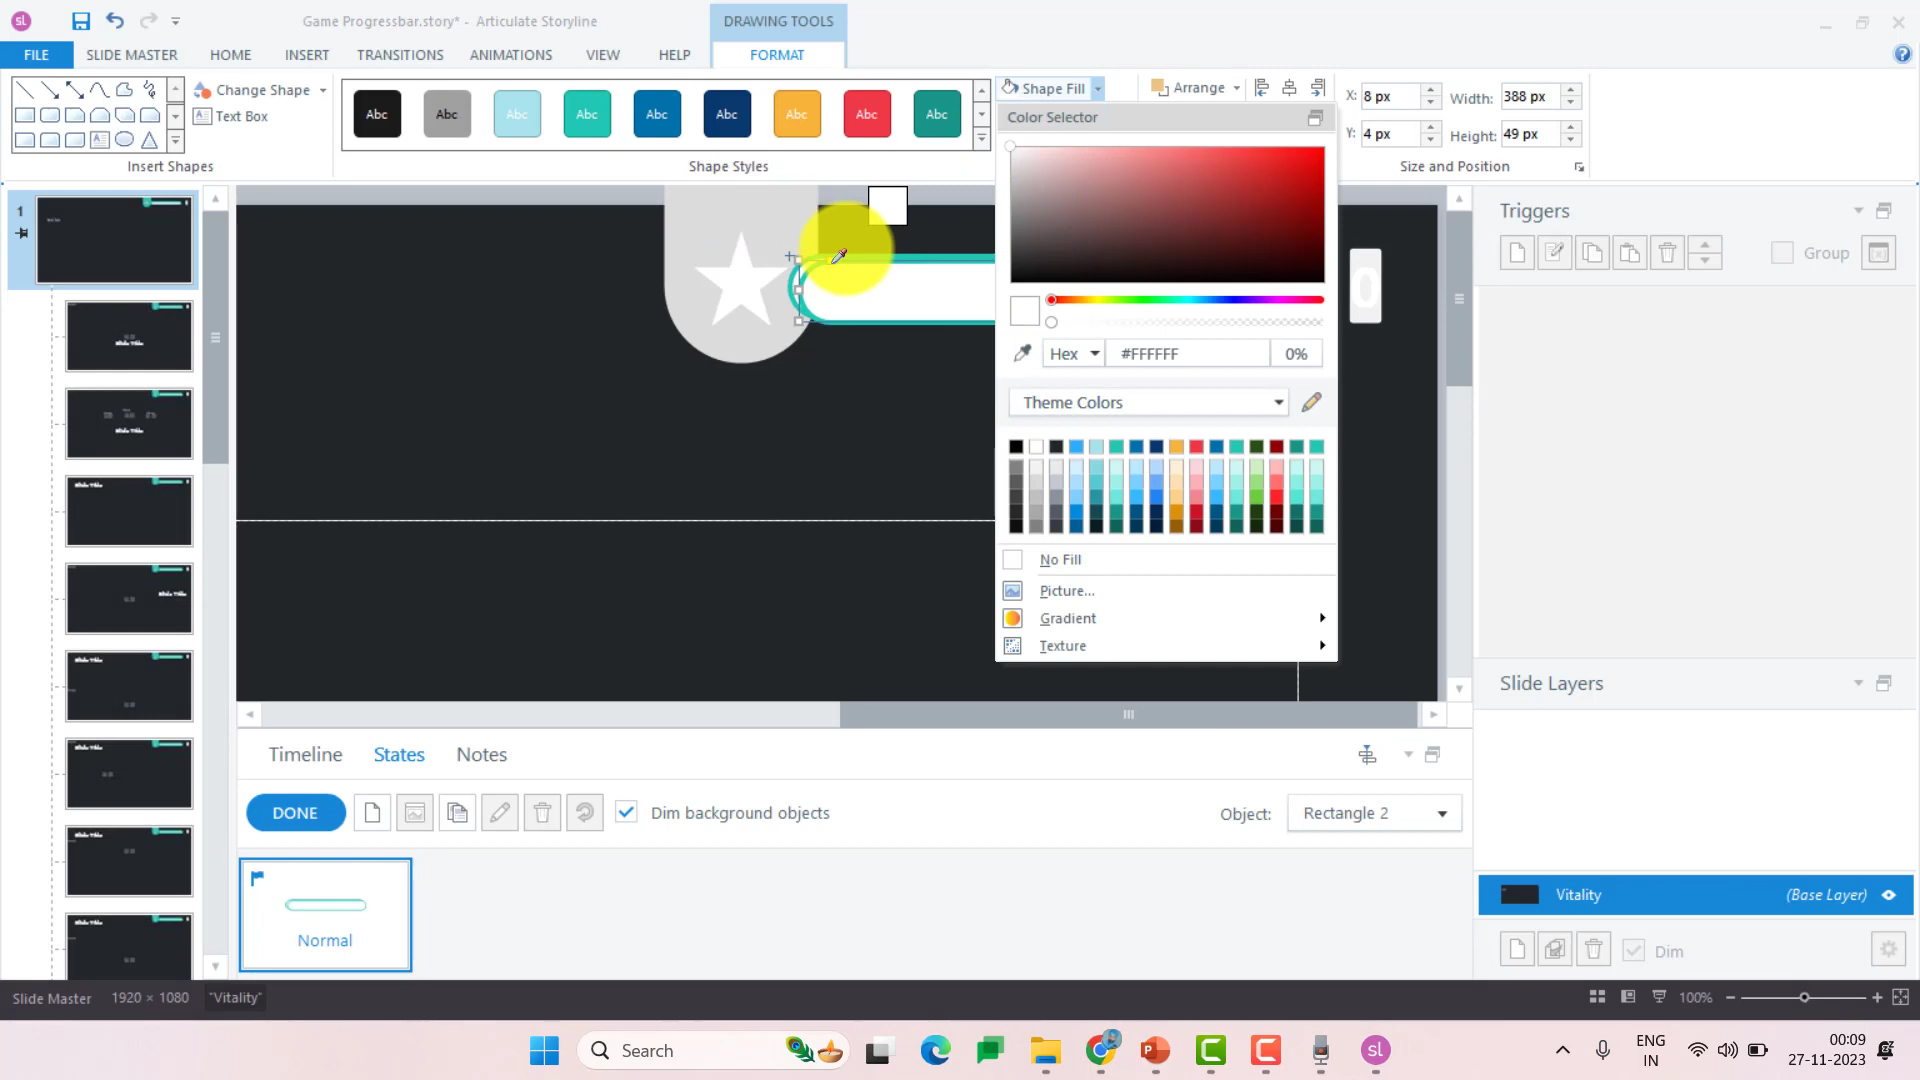 sl
Game Progressbar.story* - Articulate Storyline
DRAWING TOOLS
FILE SLIDE MASTER HOME INSERT TRANSITIONS ANIMATIONS VIEW HELP FORMAT
Change Shape
Text Box
Insert Shapes
Abc Abc Abc Abc Abc Abc Abc Abc Abc
Shape Styles
Shape Fill
Arrange
X: 8 px Width: 388 px
Y: 4 px Height: 49 px
Size and Position
Color Selector
Hex #FFFFFF 0%
Theme Colors
No Fill
Picture...
Gradient
Texture
1
0
Triggers
Group
Slide Layers
Vitality (Base Layer)
Dim
Timeline States Notes
DONE Dim background objects Object: Rectangle 2
Normal
Slide Master 1920 × 1080 "Vitality" 100%
Search
sl
ENG
IN
00:09
27-11-2023